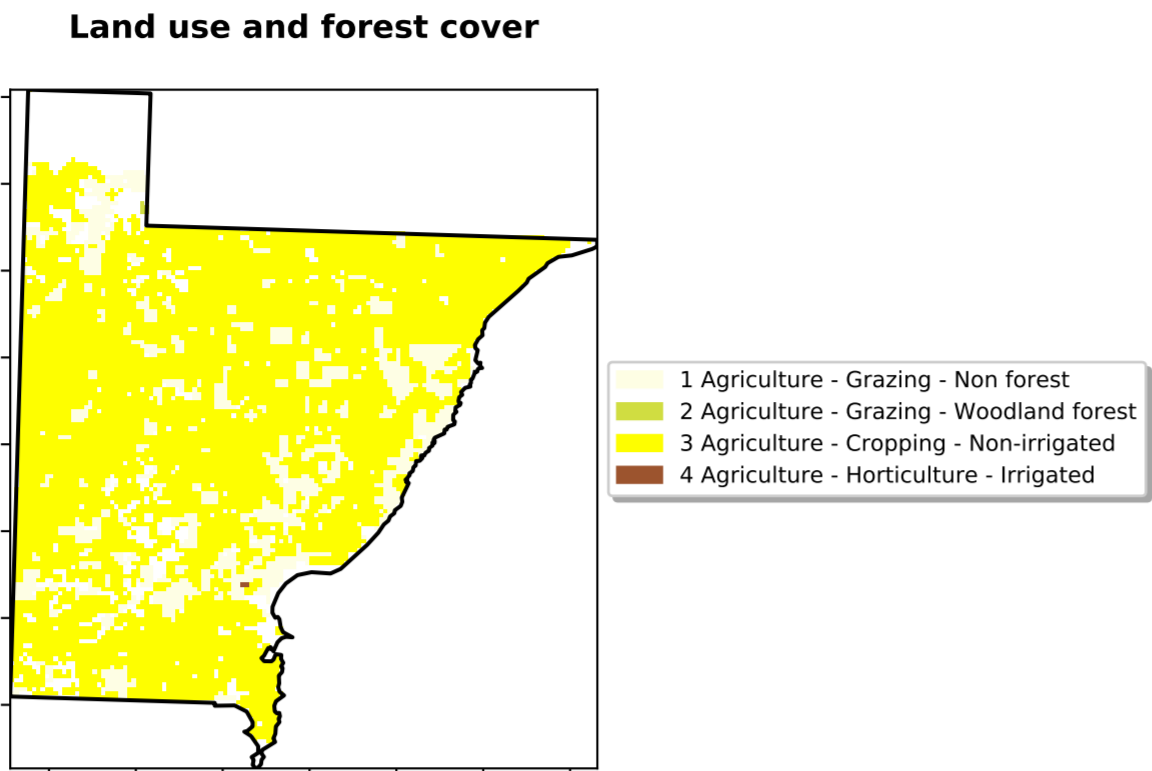 Land use and forest cover
1 Agriculture - Grazing - Non forest
2 Agriculture - Grazing - Woodland forest
3 Agriculture - Cropping - Non-irrigated
4 Agriculture - Horticulture - Irrigated